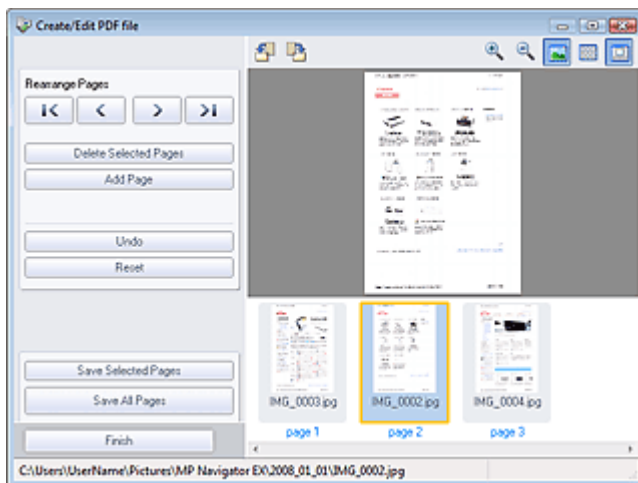 Create/Edit PDF file
Rearrange Pages
Delete Selected Pages
Add Page
Undo
Reset
Save Selected Pages
Save All Pages
Finish
IMG_0003.jpg
IMG_0002.jpg
IMG_0004.jpg
page 1
page 2
page 3
C:\Users\UserName\Pictures\MP Navigator EX\2008_01_01\IMG_0002.jpg